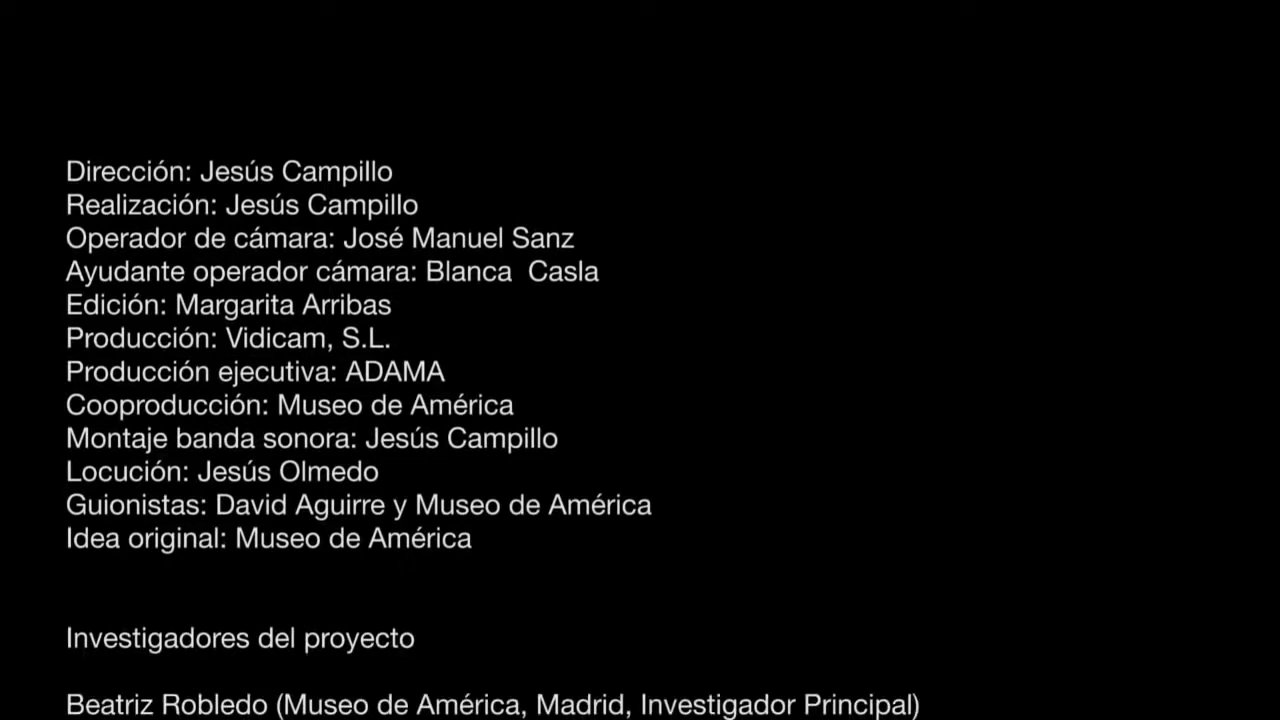 Dirección: Jesús Campillo
Realización: Jesús Campillo
Operador de cámara: José Manuel Sanz
Ayudante operador cámara: Blanca  Casla
Edición: Margarita Arribas
Producción: Vidicam, S.L.
Producción ejecutiva: ADAMA
Cooproducción: Museo de América
Montaje banda sonora: Jesús Campillo
Locución: Jesús Olmedo
Guionistas: David Aguirre y Museo de América
Idea original: Museo de América
Investigadores del proyecto
Beatriz Robledo (Museo de América, Madrid, Investigador Principal)